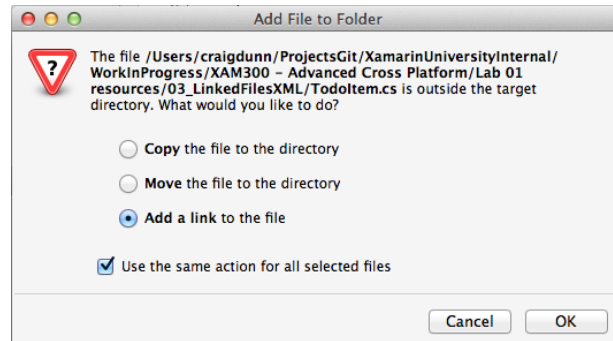 Add File to Folder
?
The file /Users/craigdunn/ProjectsGit/XamarinUniversityInternal/
WorkInProgress/XAM300 – Advanced Cross Platform/Lab 01
resources/03_LinkedFilesXML/TodoItem.cs is outside the target
directory. What would you like to do?
Copy the file to the directory
Move the file to the directory
Add a link to the file
Use the same action for all selected files
Cancel OK